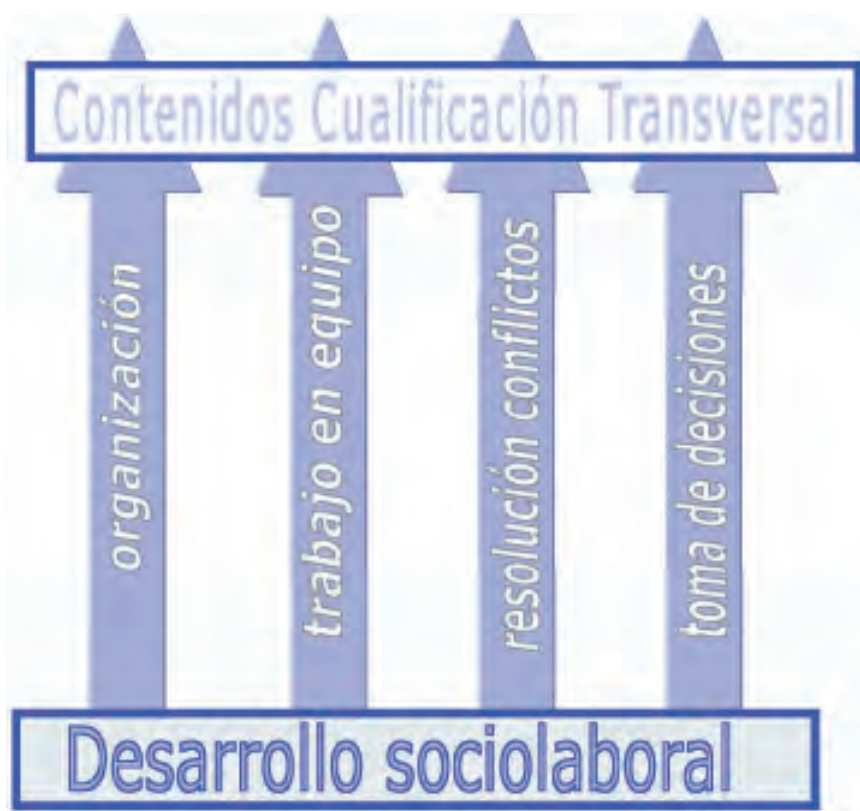 Contenidos Cualificación Transversal
organización
trabajo en equipo
resolución conflictos
toma de decisiones
Desarrollo sociolaboral